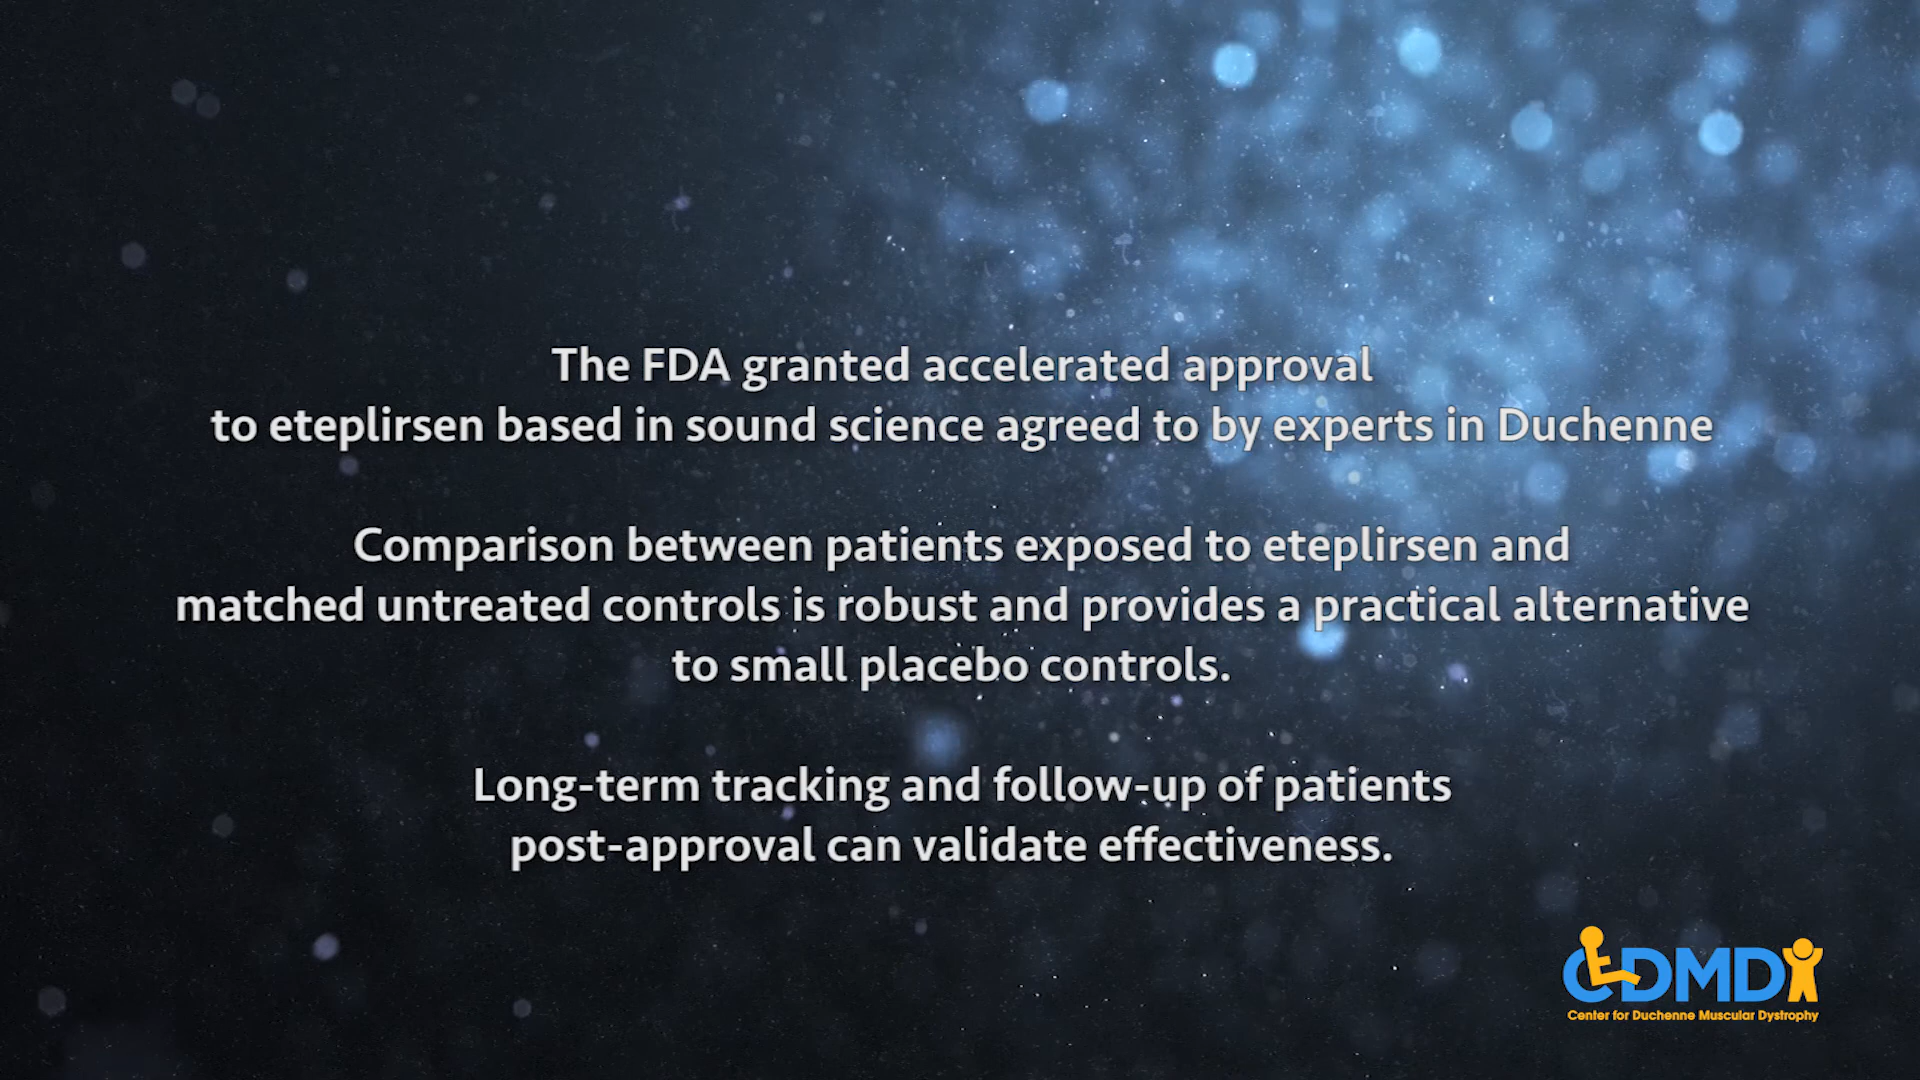 The FDA granted accelerated approval
to eteplirsen based in sound science agreed to by experts in Duchenne
Comparison between patients exposed to eteplirsen and
matched untreated controls is robust and provides a practical alternative
to small placebo controls.
Long-term tracking and follow-up of patients
post-approval can validate effectiveness.
CDMD
Center for Duchenne Muscular Dystrophy